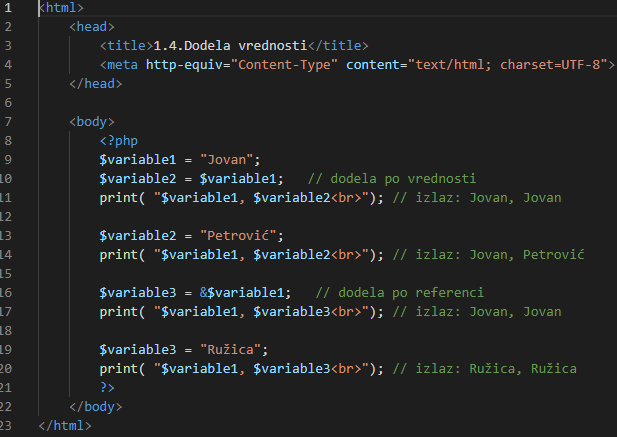 1 <html>
2 <head>
3 <title>1.4.Dodela vrednosti</title>
4 <meta http-equiv="Content-Type" content="text/html; charset=UTF-8">
5 </head>
6
7 <body>
8 <?php
9 $variable1 = "Jovan";
10 $variable2 = $variable1;   // dodela po vrednosti
11 print( "$variable1, $variable2<br>"); // izlaz: Jovan, Jovan
12
13 $variable2 = "Petrović";
14 print( "$variable1, $variable2<br>"); // izlaz: Jovan, Petrović
15
16 $variable3 = &$variable1;   // dodela po referenci
17 print( "$variable1, $variable3<br>"); // izlaz: Jovan, Jovan
18
19 $variable3 = "Ružica";
20 print( "$variable1, $variable3<br>"); // izlaz: Ružica, Ružica
21 ?>
22 </body>
23 </html>